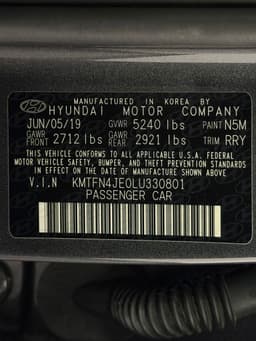 MANUFACTURED IN KOREA
HYUNDAI MOTOR COMPANY
JUN/05/19 GVWR 5240 lbs PAINT N5M
GAWR FRONT 2712 lbs GAWR REAR 2921 lbs TRIM RRY
THIS VEHICLE CONFORMS TO ALL APPLICABLE U.S.A. FEDERAL
MOTOR VEHICLE SAFETY, BUMPER, AND THEFT PREVENTION STANDARDS
IN EFFECT ON THE DATE OF MANUFACTURE SHOWN ABOVE.
V.I.N KMTFN4JE0LU330801
PASSENGER CAR